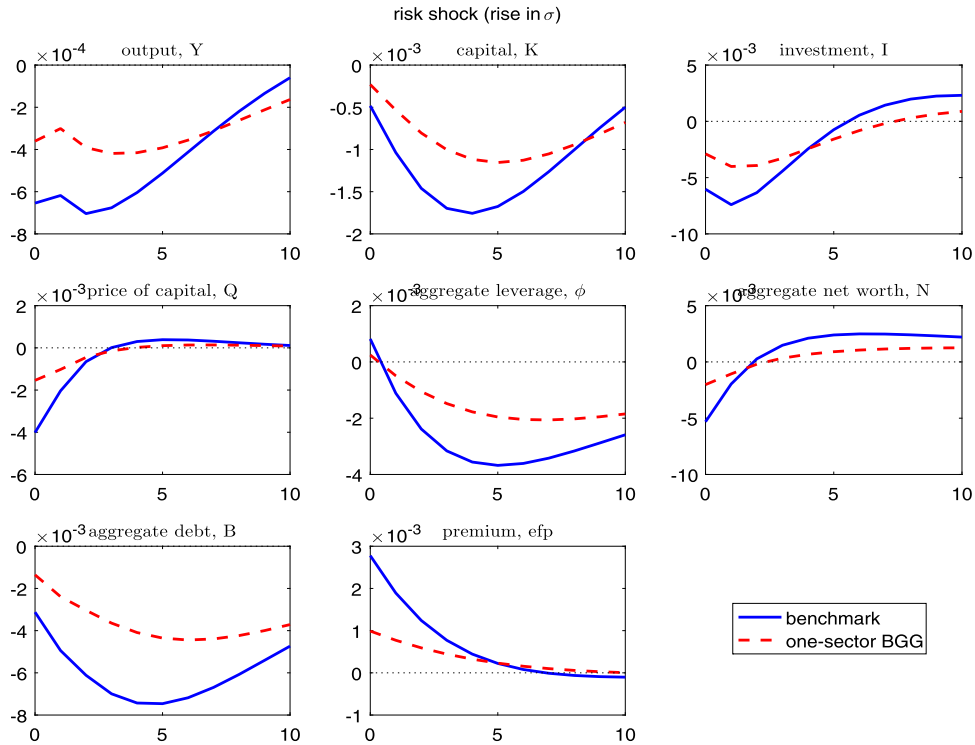 risk shock (rise in σ)
×10⁻⁴ output, Y
0
-2
-4
-6
-8
0 5 10
×10⁻³ capital, K
0
-0.5
-1
-1.5
-2
0 5 10
×10⁻³ investment, I
5
0
-5
-10
0 5 10
×10⁻³ price of capital, Q
2
0
-2
-4
-6
0 5 10
×10⁻³ aggregate leverage, ϕ
2
0
-2
-4
0 5 10
×10⁻³ aggregate net worth, N
5
0
-5
-10
0 5 10
×10⁻³ aggregate debt, B
0
-2
-4
-6
-8
0 5 10
×10⁻³ premium, efp
3
2
1
0
-1
0 5 10
benchmark
one-sector BGG